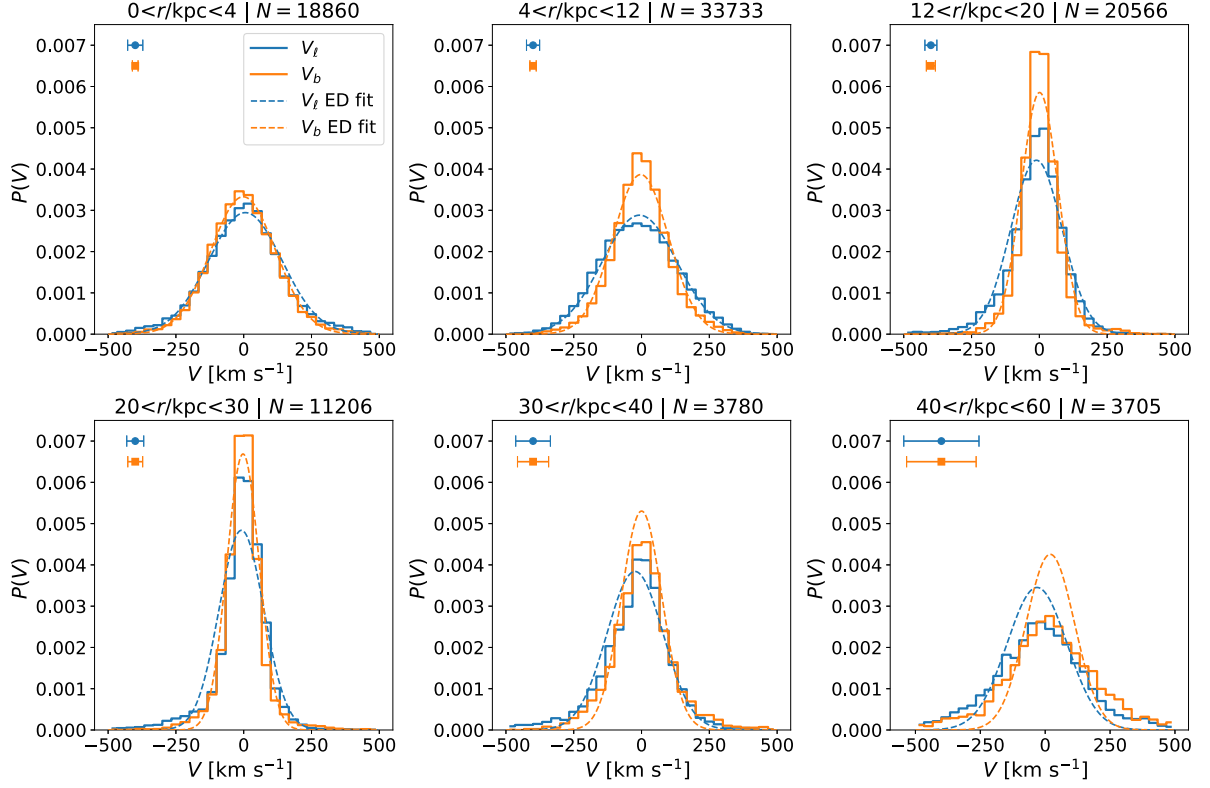 0<r/kpc<4 | N = 18860
0.007
0.006
0.005
0.004
0.003
0.002
0.001
0.000
P(V)
Vℓ
Vb
Vℓ ED fit
Vb ED fit
−500 −250 0 250 500
V [km s⁻¹]
4<r/kpc<12 | N = 33733
0.007
0.006
0.005
0.004
0.003
0.002
0.001
0.000
P(V)
−500 −250 0 250 500
V [km s⁻¹]
12<r/kpc<20 | N = 20566
0.007
0.006
0.005
0.004
0.003
0.002
0.001
0.000
P(V)
−500 −250 0 250 500
V [km s⁻¹]
20<r/kpc<30 | N = 11206
0.007
0.006
0.005
0.004
0.003
0.002
0.001
0.000
P(V)
−500 −250 0 250 500
V [km s⁻¹]
30<r/kpc<40 | N = 3780
0.007
0.006
0.005
0.004
0.003
0.002
0.001
0.000
P(V)
−500 −250 0 250 500
V [km s⁻¹]
40<r/kpc<60 | N = 3705
0.007
0.006
0.005
0.004
0.003
0.002
0.001
0.000
P(V)
−500 −250 0 250 500
V [km s⁻¹]